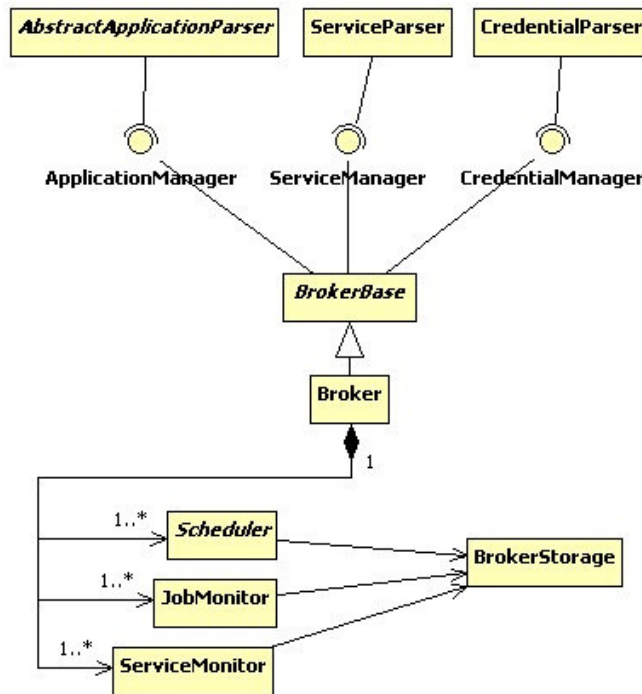 AbstractApplicationParser
ServiceParser
CredentialParser
ApplicationManager
ServiceManager
CredentialManager
BrokerBase
Broker
1
1..*
Scheduler
BrokerStorage
1..*
JobMonitor
1..*
ServiceMonitor